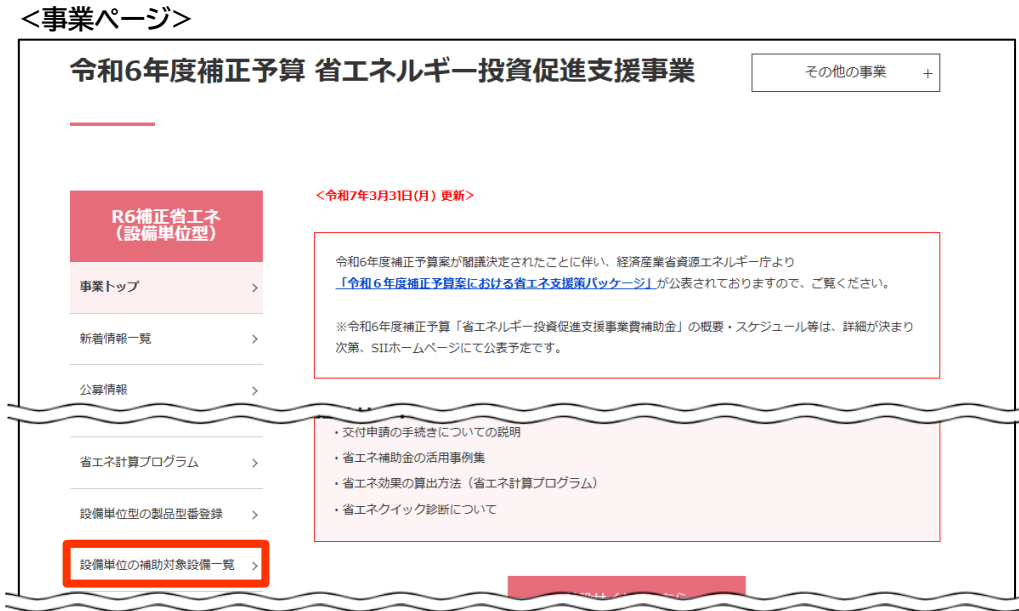 <事業ページ>
令和6年度補正予算 省エネルギー投資促進支援事業
その他の事業 +
R6補正省エネ
（設備単位型）
事業トップ
新着情報一覧
公募情報
省エネ計算プログラム
設備単位型の製品型番登録
設備単位の補助対象設備一覧
<令和7年3月31日(月) 更新>
令和6年度補正予算案が閣議決定されたことに伴い、経済産業省資源エネルギー庁より
「令和６年度補正予算案における省エネ支援策パッケージ」が公表されておりますので、ご覧ください。
※令和6年度補正予算「省エネルギー投資促進支援事業費補助金」の概要・スケジュール等は、詳細が決まり
次第、SIIホームページにて公表予定です。
・交付申請の手続きについての説明
・省エネ補助金の活用事例集
・省エネ効果の算出方法（省エネ計算プログラム）
・省エネクイック診断について